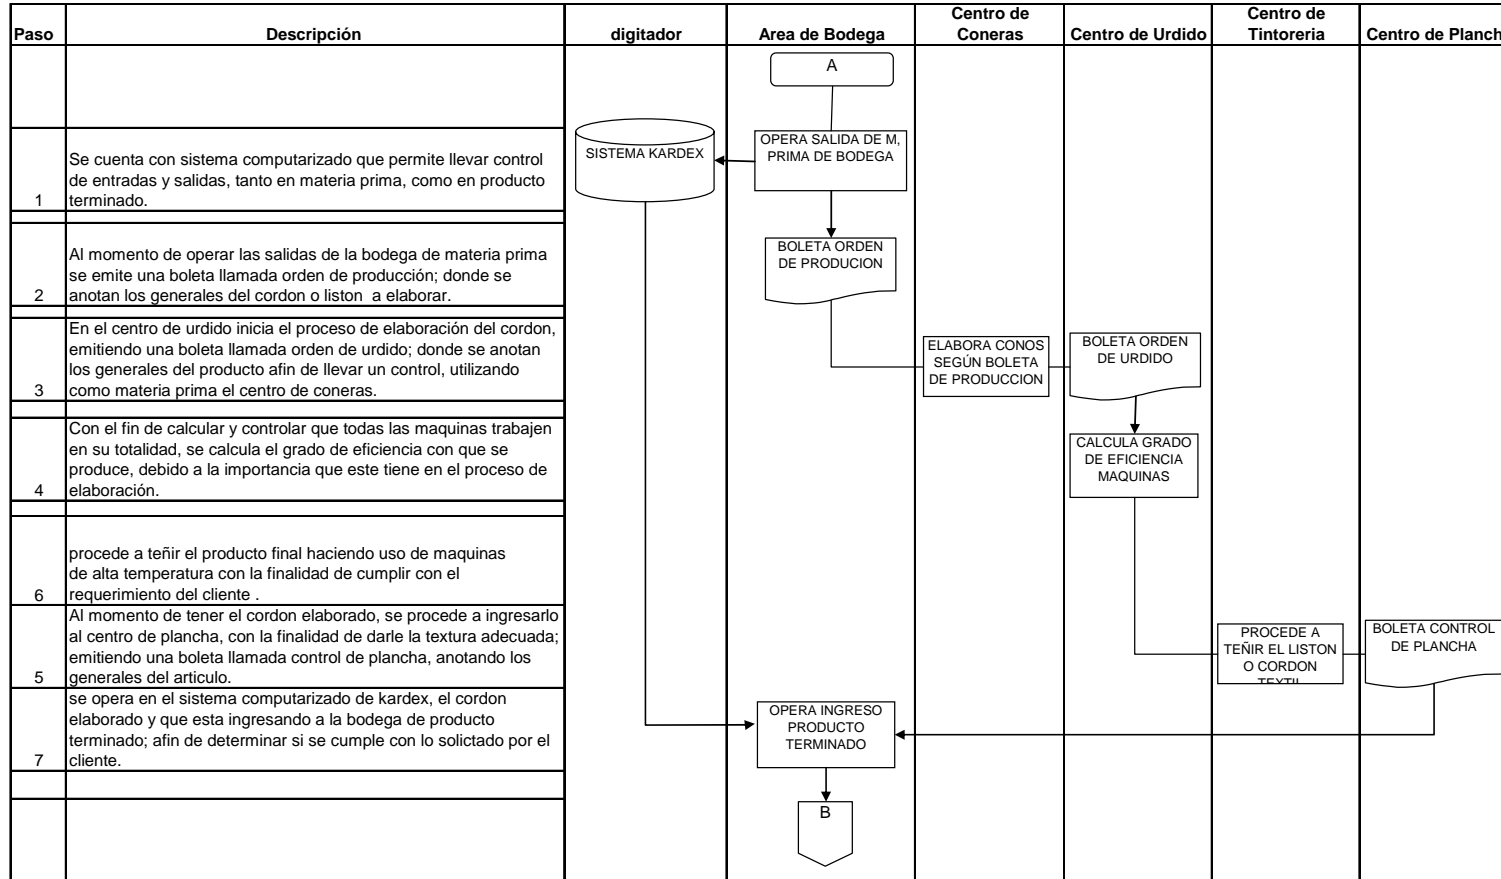 Paso
Descripción
digitador
Area de Bodega
Centro de
Coneras
Centro de Urdido
Centro de
Tintoreria
Centro de Planch
A
1
Se cuenta con sistema computarizado que permite llevar control
de entradas y salidas, tanto en materia prima, como en producto
terminado.
SISTEMA KARDEX
OPERA SALIDA DE M,
PRIMA DE BODEGA
2
Al momento de operar las salidas de la bodega de materia prima
se emite una boleta llamada orden de producción; donde se
anotan los generales del cordon o liston  a elaborar.
BOLETA ORDEN
DE PRODUCION
3
En el centro de urdido inicia el proceso de elaboración del cordon,
emitiendo una boleta llamada orden de urdido; donde se anotan
los generales del producto afin de llevar un control, utilizando
como materia prima el centro de coneras.
ELABORA CONOS
SEGÚN BOLETA
DE PRODUCCION
BOLETA ORDEN
DE URDIDO
4
Con el fin de calcular y controlar que todas las maquinas trabajen
en su totalidad, se calcula el grado de eficiencia con que se
produce, debido a la importancia que este tiene en el proceso de
elaboración.
CALCULA GRADO
DE EFICIENCIA
MAQUINAS
6
procede a teñir el producto final haciendo uso de maquinas
de alta temperatura con la finalidad de cumplir con el
requerimiento del cliente .
5
Al momento de tener el cordon elaborado, se procede a ingresarlo
al centro de plancha, con la finalidad de darle la textura adecuada;
emitiendo una boleta llamada control de plancha, anotando los
generales del articulo.
PROCEDE A
TEÑIR EL LISTON
O CORDON
TEXTIL
BOLETA CONTROL
DE PLANCHA
7
se opera en el sistema computarizado de kardex, el cordon
elaborado y que esta ingresando a la bodega de producto
terminado; afin de determinar si se cumple con lo solictado por el
cliente.
OPERA INGRESO
PRODUCTO
TERMINADO
B